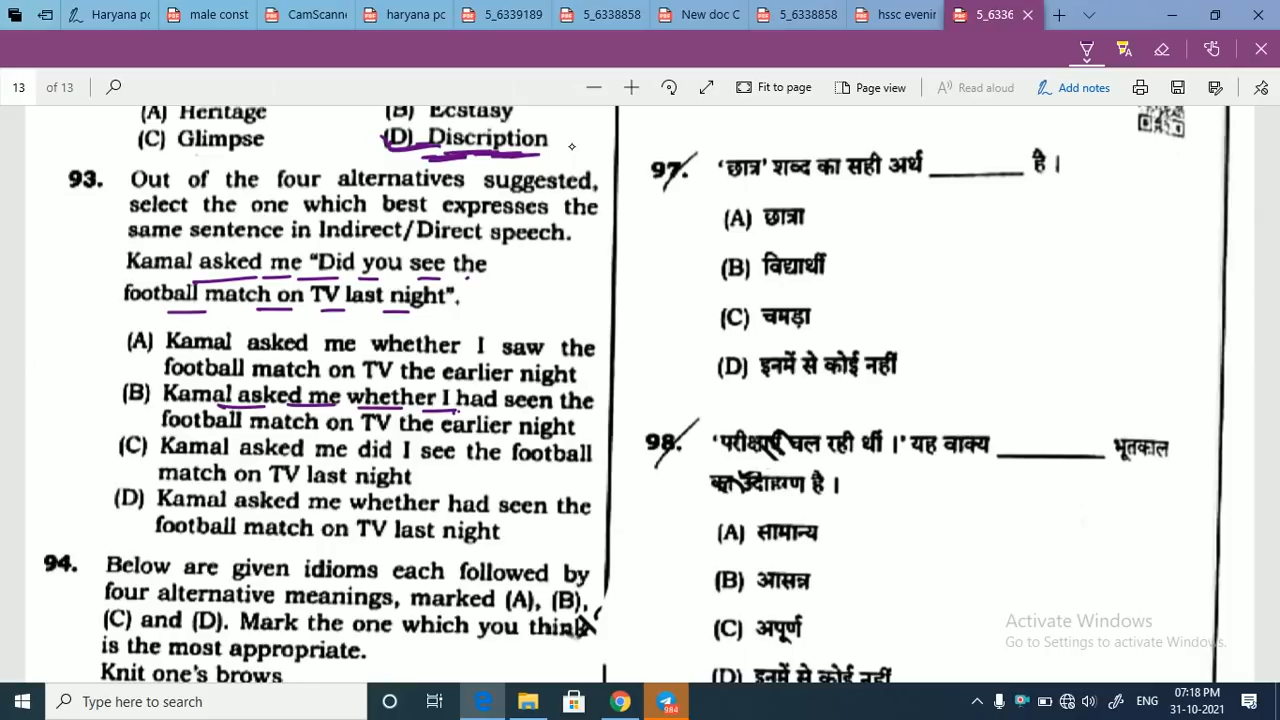 Haryana pc
male const
CamScann
haryana pc
5_6339189
5_6338858
New doc C
5_6338858
hssc evenir
5_6336
13 of 13
Fit to page
Page view
Read aloud
Add notes
(A) Heritage (B) Ecstasy
(C) Glimpse (D) Discription
93. Out of the four alternatives suggested,
select the one which best expresses the
same sentence in Indirect/Direct speech.
Kamal asked me "Did you see the
football match on TV last night".
(A) Kamal asked me whether I saw the
football match on TV the earlier night
(B) Kamal asked me whether I had seen the
football match on TV the earlier night
(C) Kamal asked me did I see the football
match on TV last night
(D) Kamal asked me whether had seen the
football match on TV last night
94. Below are given idioms each followed by
four alternative meanings, marked (A), (B),
(C) and (D). Mark the one which you think
is the most appropriate.
Knit one's brows
97. 'छात्र' शब्द का सही अर्थ ________ है ।
(A) छात्रा
(B) विद्यार्थी
(C) चमड़ा
(D) इनमें से कोई नहीं
98. 'परीक्षाएँ चल रही थीं ।' यह वाक्य ________ भूतकाल
का उदाहरण है ।
(A) सामान्य
(B) आसन्न
(C) अपूर्ण
(D) इनमें से कोई नहीं
Activate Windows
Go to Settings to activate Windows.
Type here to search
984
ENG
07:18 PM
31-10-2021